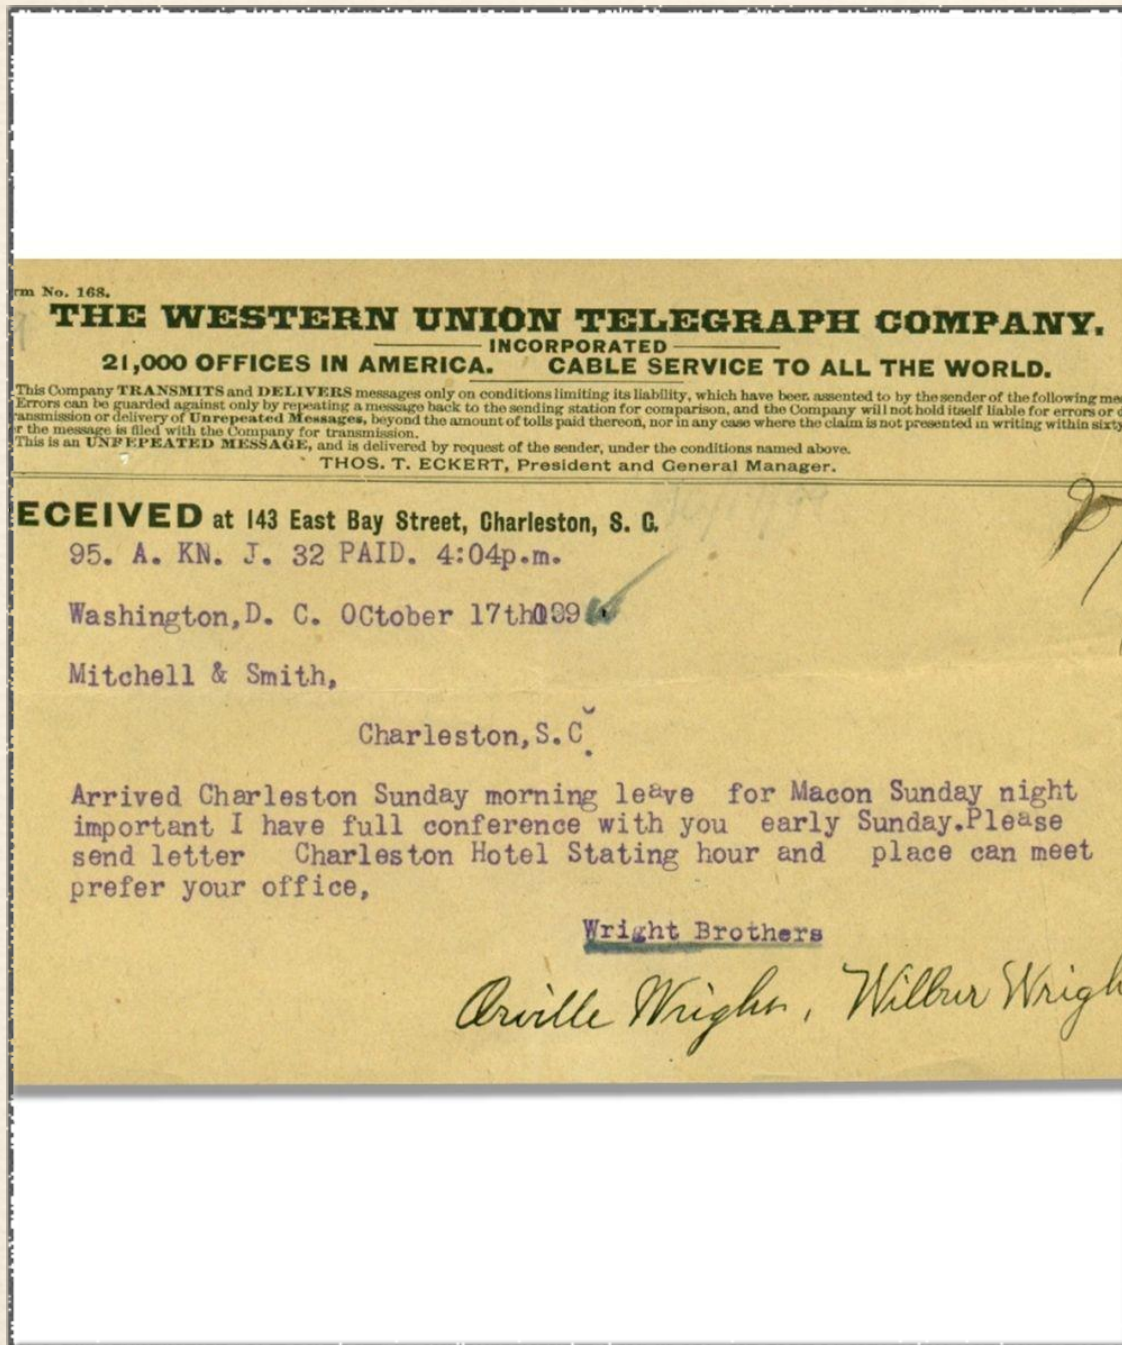 rm No. 168.
THE WESTERN UNION TELEGRAPH COMPANY.
INCORPORATED
21,000 OFFICES IN AMERICA. CABLE SERVICE TO ALL THE WORLD.
This Company TRANSMITS and DELIVERS messages only on conditions limiting its liability, which have been assented to by the sender of the following me
Errors can be guarded against only by repeating a message back to the sending station for comparison, and the Company will not hold itself liable for errors or d
ansmission or delivery of Unrepeated Messages, beyond the amount of tolls paid thereon, nor in any case where the claim is not presented in writing within sixty
r the message is filed with the Company for transmission.
This is an UNFEPEATED MESSAGE, and is delivered by request of the sender, under the conditions named above.
THOS. T. ECKERT, President and General Manager.
ECEIVED at 143 East Bay Street, Charleston, S. C.
95. A. KN. J. 32 PAID. 4:04p.m.
Washington,D. C. OCtober 17th
Mitchell & Smith,
Charleston,S.C.
Arrived Charleston Sunday morning leave for Macon Sunday night
important I have full conference with you early Sunday.Please
send letter Charleston Hotel Stating hour and place can meet
prefer your office,
Wright Brothers
Orville Wright, Wilbur Wrigh